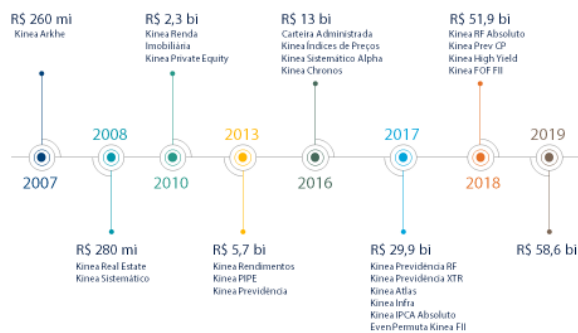 R$ 260 mi
Kinea Arkhe
R$ 2,3 bi
Kinea Renda
Imobiliária
Kinea Private Equity
R$ 13 bi
Carteira Administrada
Kinea Índices de Preços
Kinea Sistemático Alpha
Kinea Chronos
R$ 51,9 bi
Kinea RF Absoluto
Kinea Prev CP
Kinea High Yield
Kinea FOF FII
2007
2008
2010
2013
2016
2017
2018
2019
R$ 280 mi
Kinea Real Estate
Kinea Sistemático
R$ 5,7 bi
Kinea Rendimentos
Kinea PIPE
Kinea Previdência
R$ 29,9 bi
Kinea Previdência RF
Kinea Previdência XTR
Kinea Atlas
Kinea Infra
Kinea IPCA Absoluto
Even Permuta Kinea FII
R$ 58,6 bi